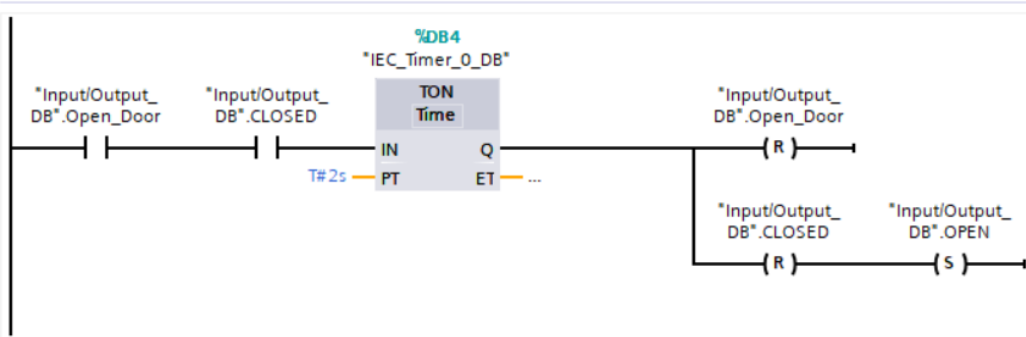 %DB4
"IEC_Timer_0_DB"
"Input/Output_
DB".Open_Door
"Input/Output_
DB".CLOSED
TON
Time
"Input/Output_
DB".Open_Door
IN
Q
R
T#2s
PT
ET
...
"Input/Output_
DB".CLOSED
"Input/Output_
DB".OPEN
R
S